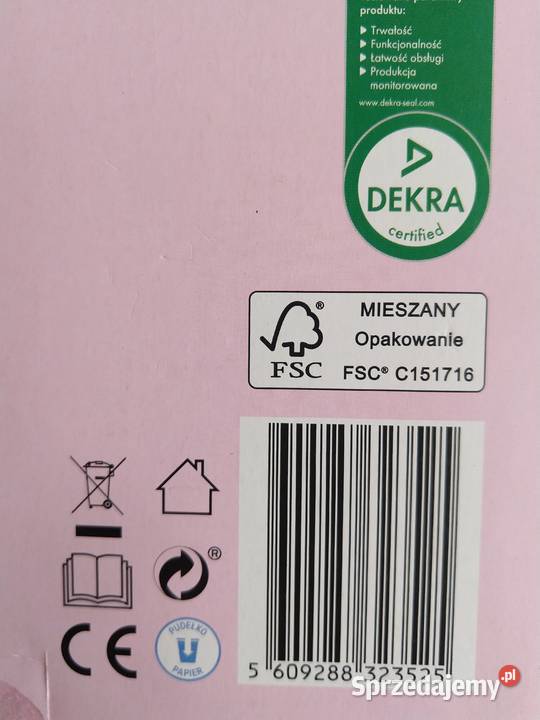 produktu:
Trwałość
Funkcjonalność
Łatwość obsługi
Produkcja
monitorowana
www.dekra-seal.com
DEKRA
certified
® MIESZANY
Opakowanie
FSC FSC® C151716
®
CE
PUDEŁKO
PAPIER
5 609288 323525
Sprzedajemy.pl